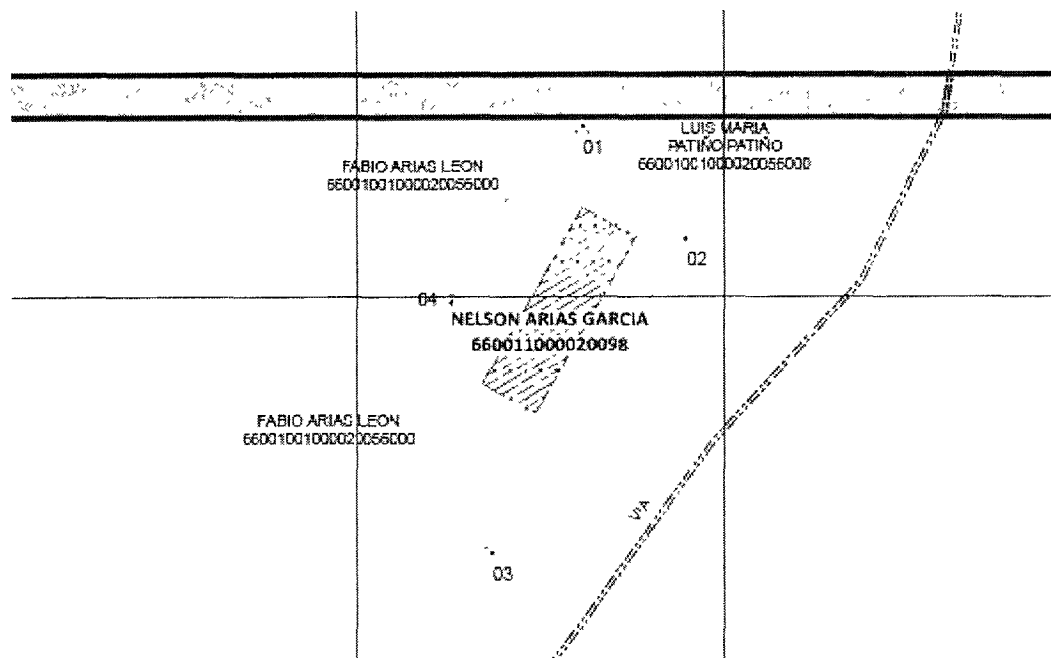 LUIS MARIA
PATIÑO PATIÑO
66001001000020056000
01
FABIO ARIAS LEON
66001001000020056000
02
04
NELSON ARIAS GARCIA
660011000020098
FABIO ARIAS LEON
66001001000020056000
VIA
03